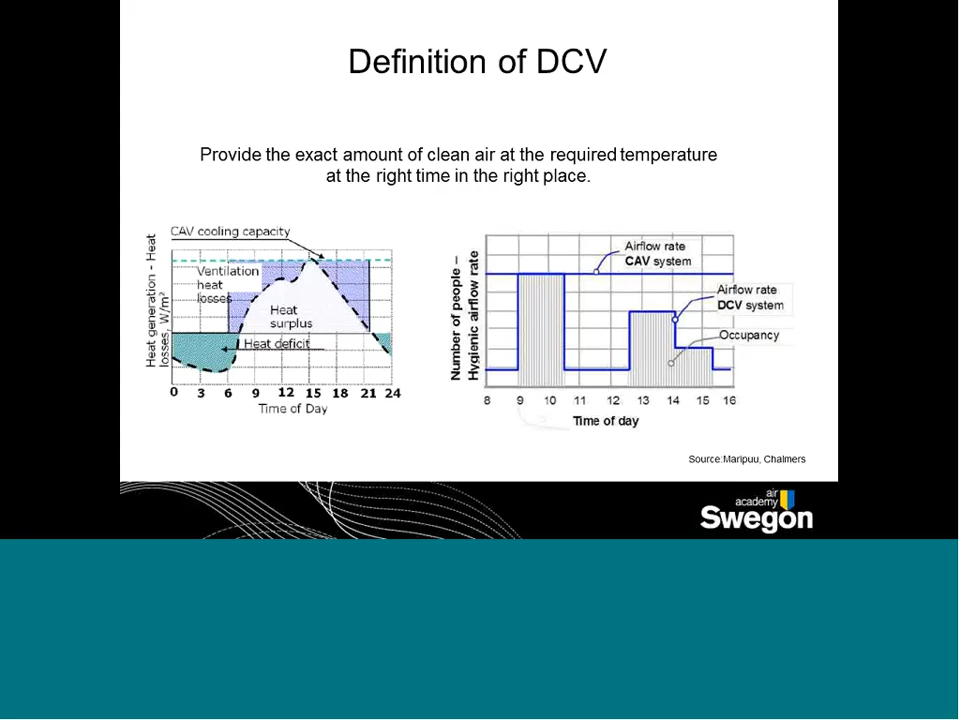 Definition of DCV
Provide the exact amount of clean air at the required temperature
at the right time in the right place.
CAV cooling capacity
Heat generation - Heat
losses, W/m²
Ventilation
heat
losses
Heat
surplus
Heat deficit
0 3 6 9 12 15 18 21 24
Time of Day
Number of people –
Hygienic airflow rate
Airflow rate
CAV system
Airflow rate
DCV system
Occupancy
8 9 10 11 12 13 14 15 16
Time of day
Source:Maripuu, Chalmers
air
academy
Swegon